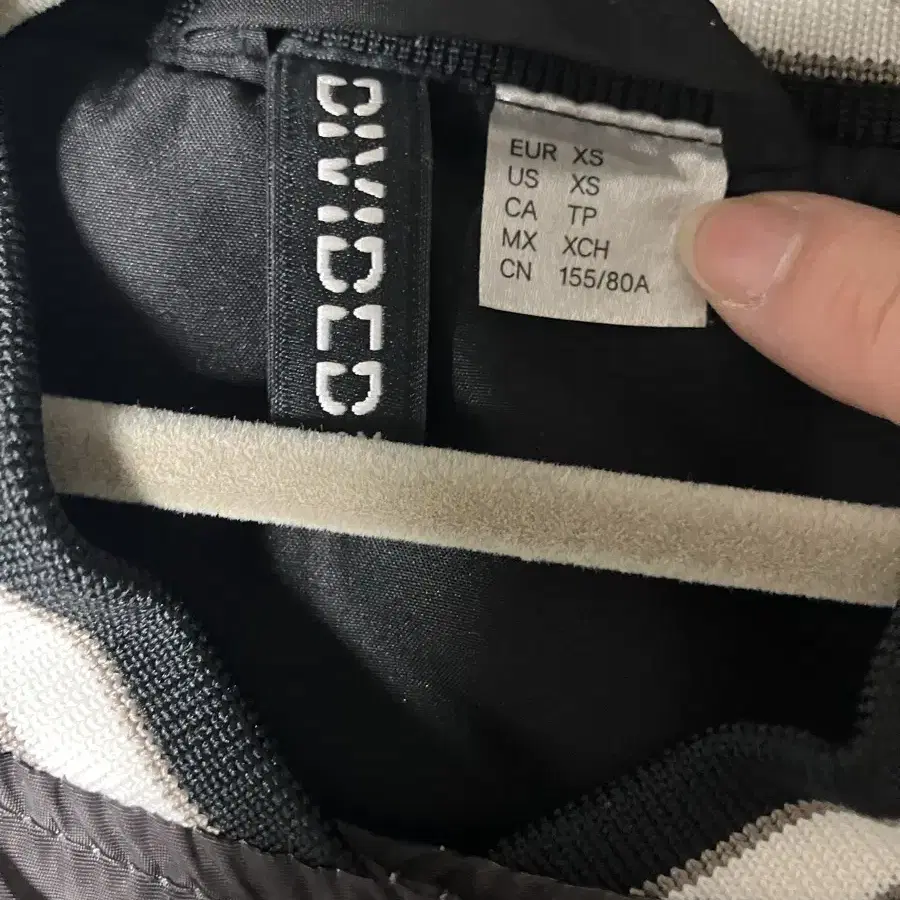 DIVIDED
EUR XS
US XS
CA TP
MX XCH
CN 155/80A